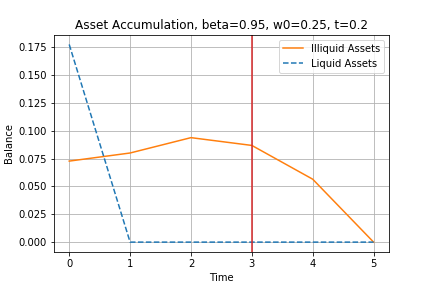 Asset Accumulation, beta=0.95, w0=0.25, t=0.2
Illiquid Assets
Liquid Assets
Balance
0.175
0.150
0.125
0.100
0.075
0.050
0.025
0.000
0 1 2 3 4 5
Time